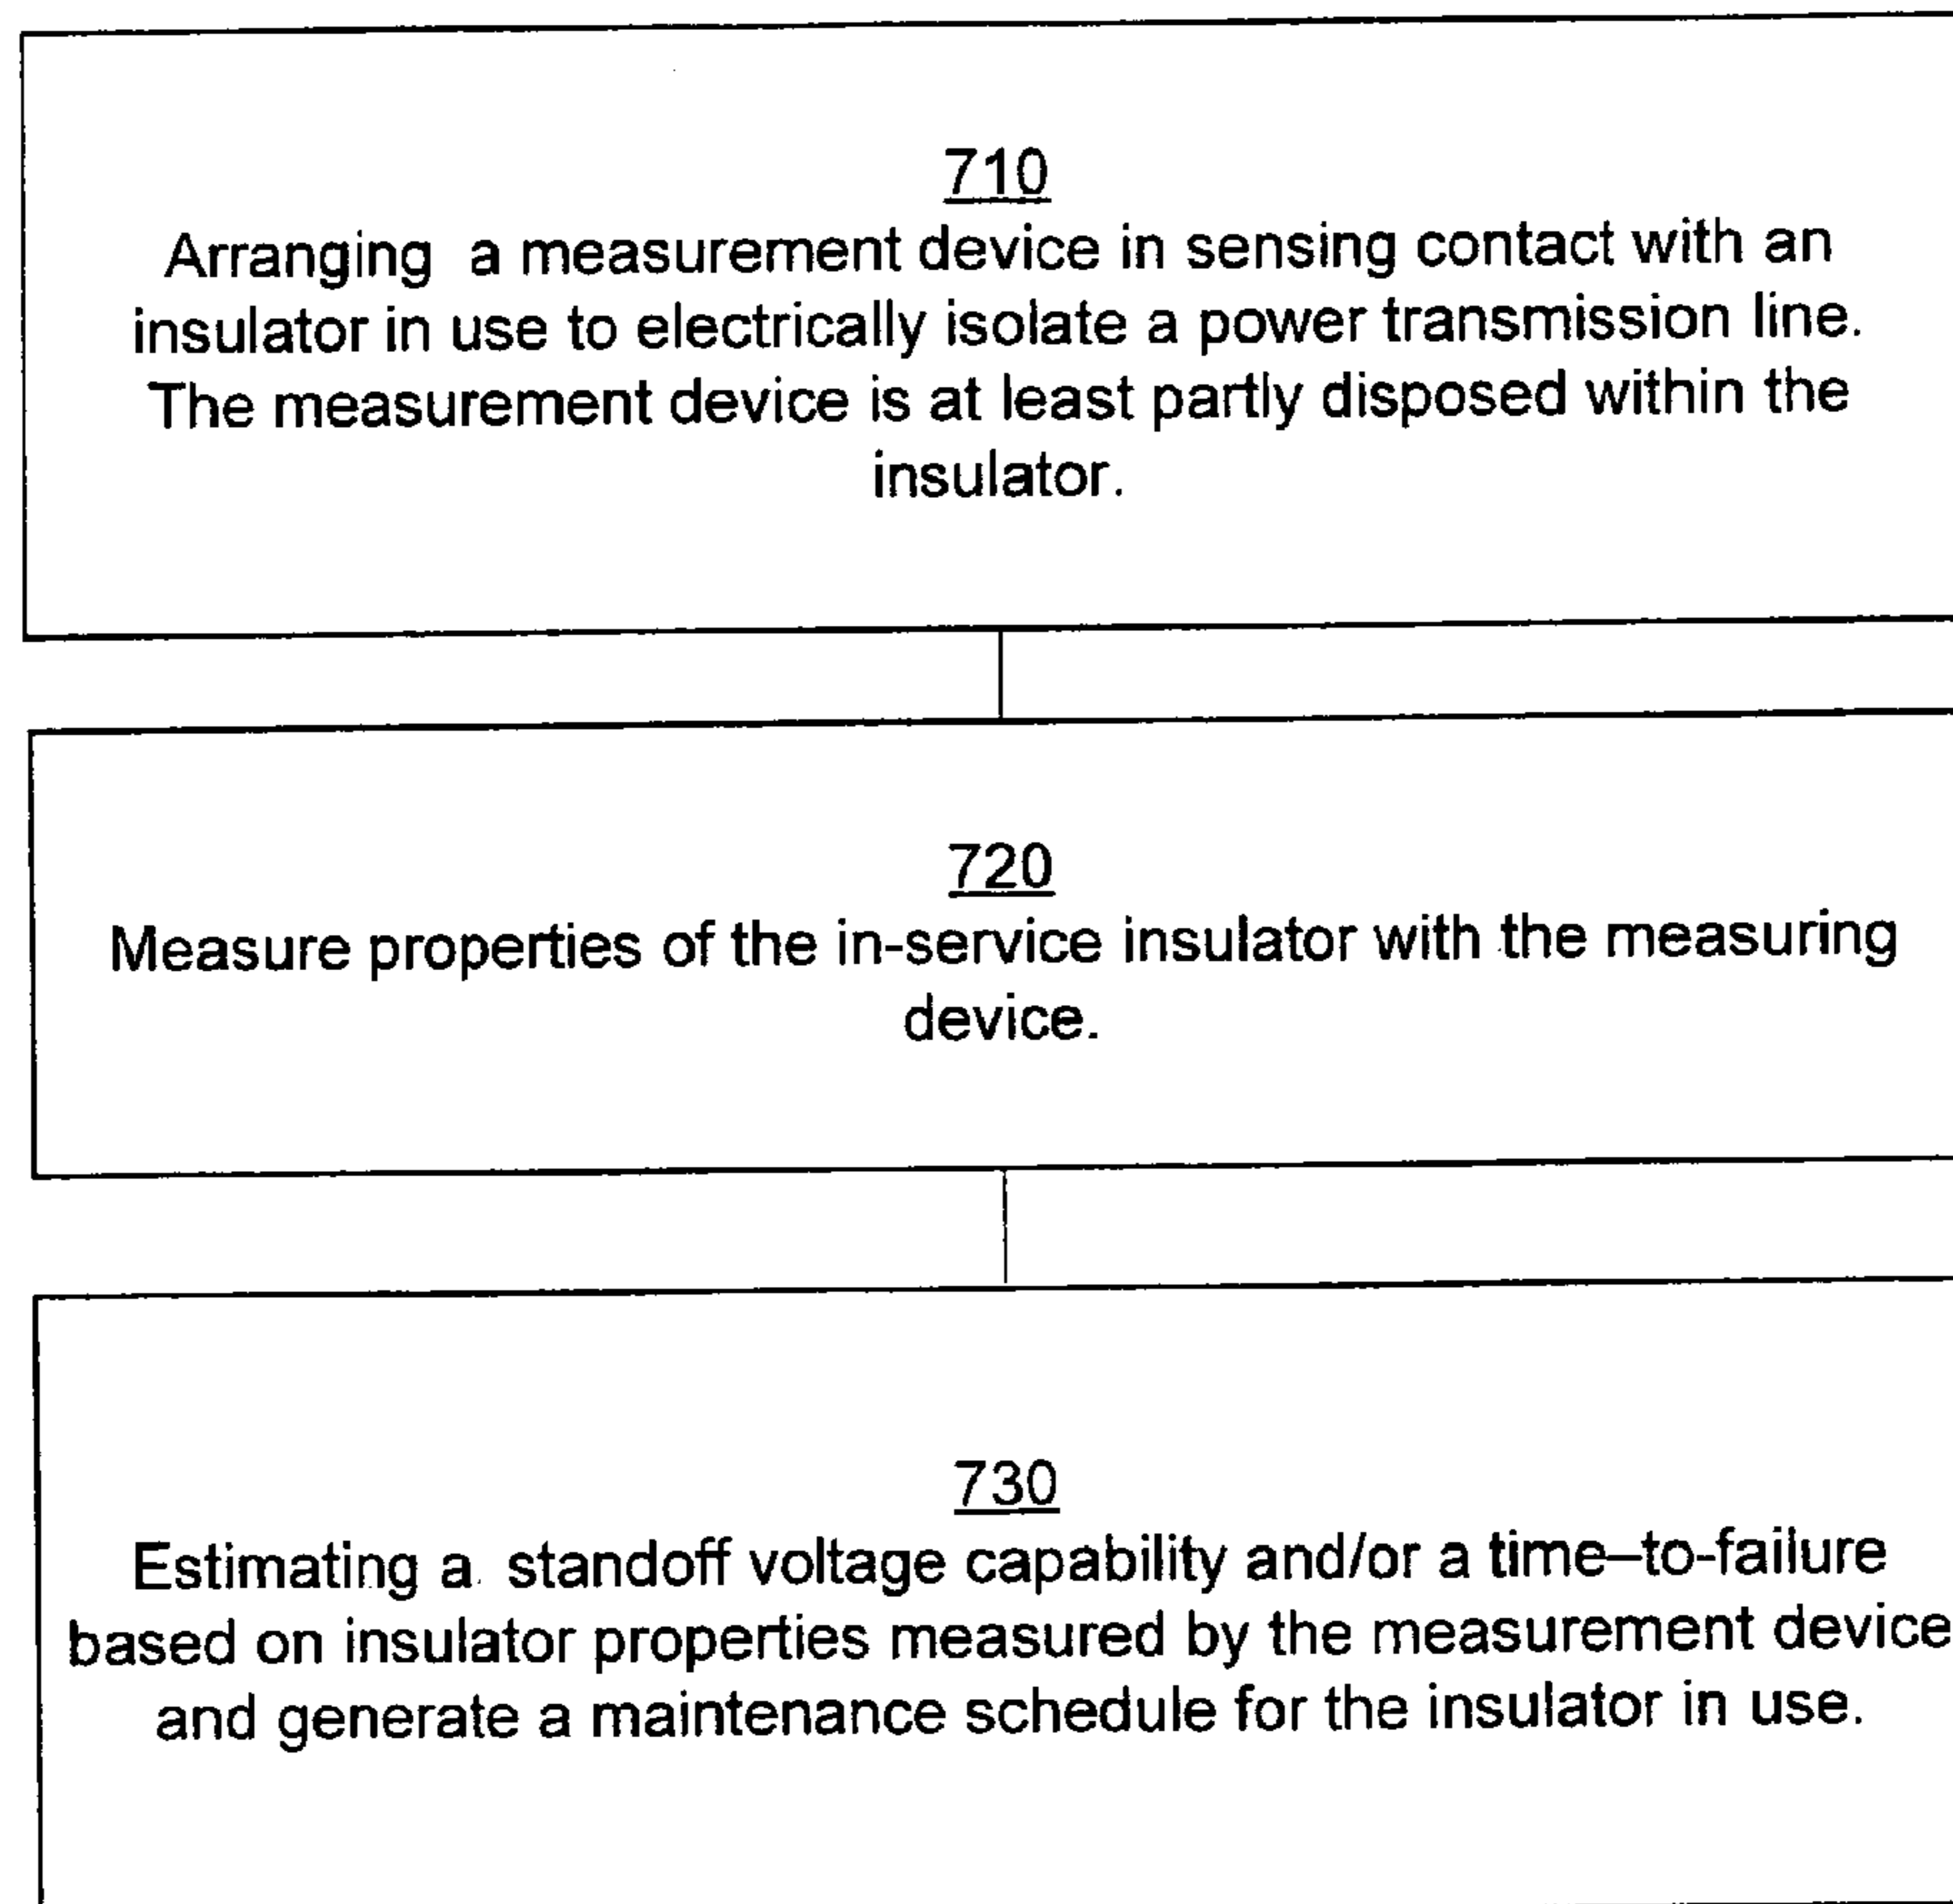 710
Arranging a measurement device in sensing contact with an
insulator in use to electrically isolate a power transmission line.
The measurement device is at least partly disposed within the
insulator.
720
Measure properties of the in-service insulator with the measuring
device.
730
Estimating a standoff voltage capability and/or a time–to-failure
based on insulator properties measured by the measurement device
and generate a maintenance schedule for the insulator in use.